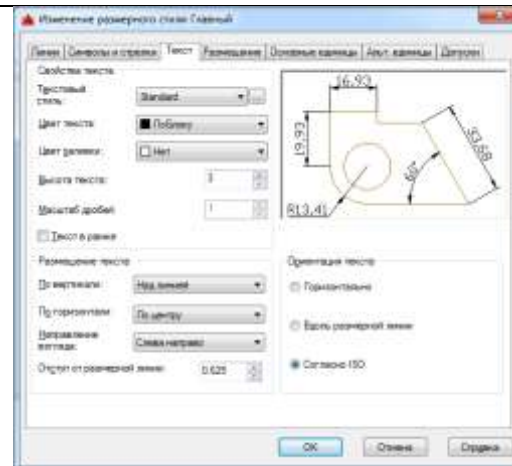 Изменение размерного стиля: Главный
Линии Символы и стрелки Текст Размещение Основные единицы Альт. единицы Допуски
Свойства текста
Текстовый стиль: Standard ...
Цвет текста: ПоБлоку
Цвет заливки: Нет
Высота текста: 3
Масштаб дробей: 1
Текст в рамке
16,93
19,93
33,68
60°
R13,41
Размещение текста
По вертикали: Над линией
По горизонтали: По центру
Направление взгляда: Слева направо
Отступ от размерной линии: 0.625
Ориентация текста
Горизонтально
Вдоль размерной линии
Согласно ISO
ОК Отмена Справка